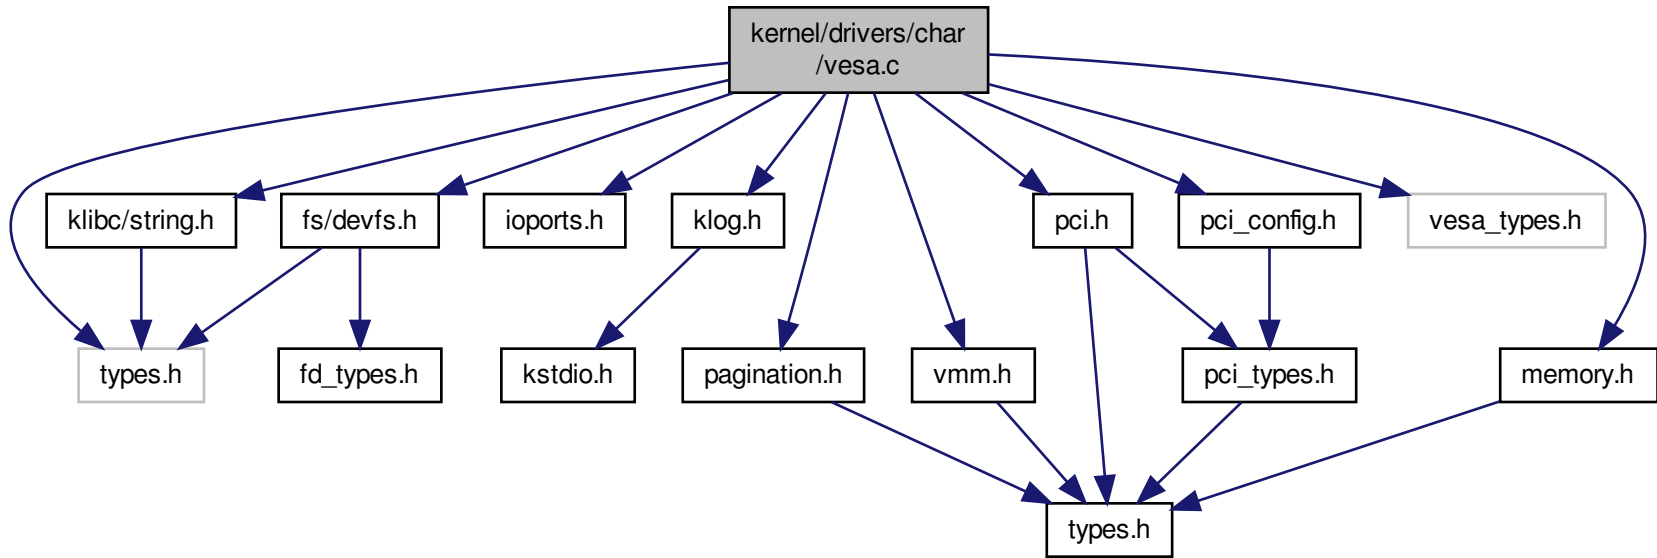 kernel/drivers/char
/vesa.c
klibc/string.h
fs/devfs.h
ioports.h
klog.h
pci.h
pci_config.h
vesa_types.h
types.h
fd_types.h
kstdio.h
pagination.h
vmm.h
pci_types.h
memory.h
types.h